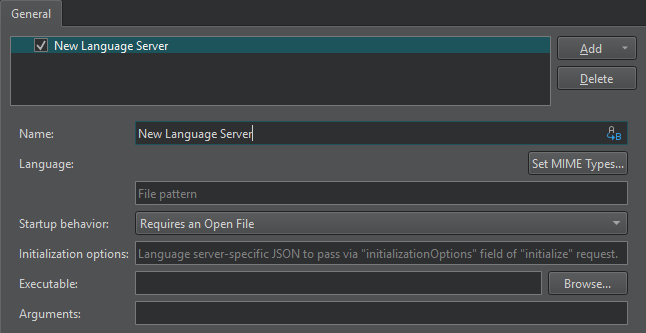 General
New Language Server
Add
Delete
Name:
New Language Server
B
Language:
Set MIME Types...
File pattern
Startup behavior:
Requires an Open File
Initialization options:
Language server-specific JSON to pass via "initializationOptions" field of "initialize" request.
Executable:
Browse...
Arguments: